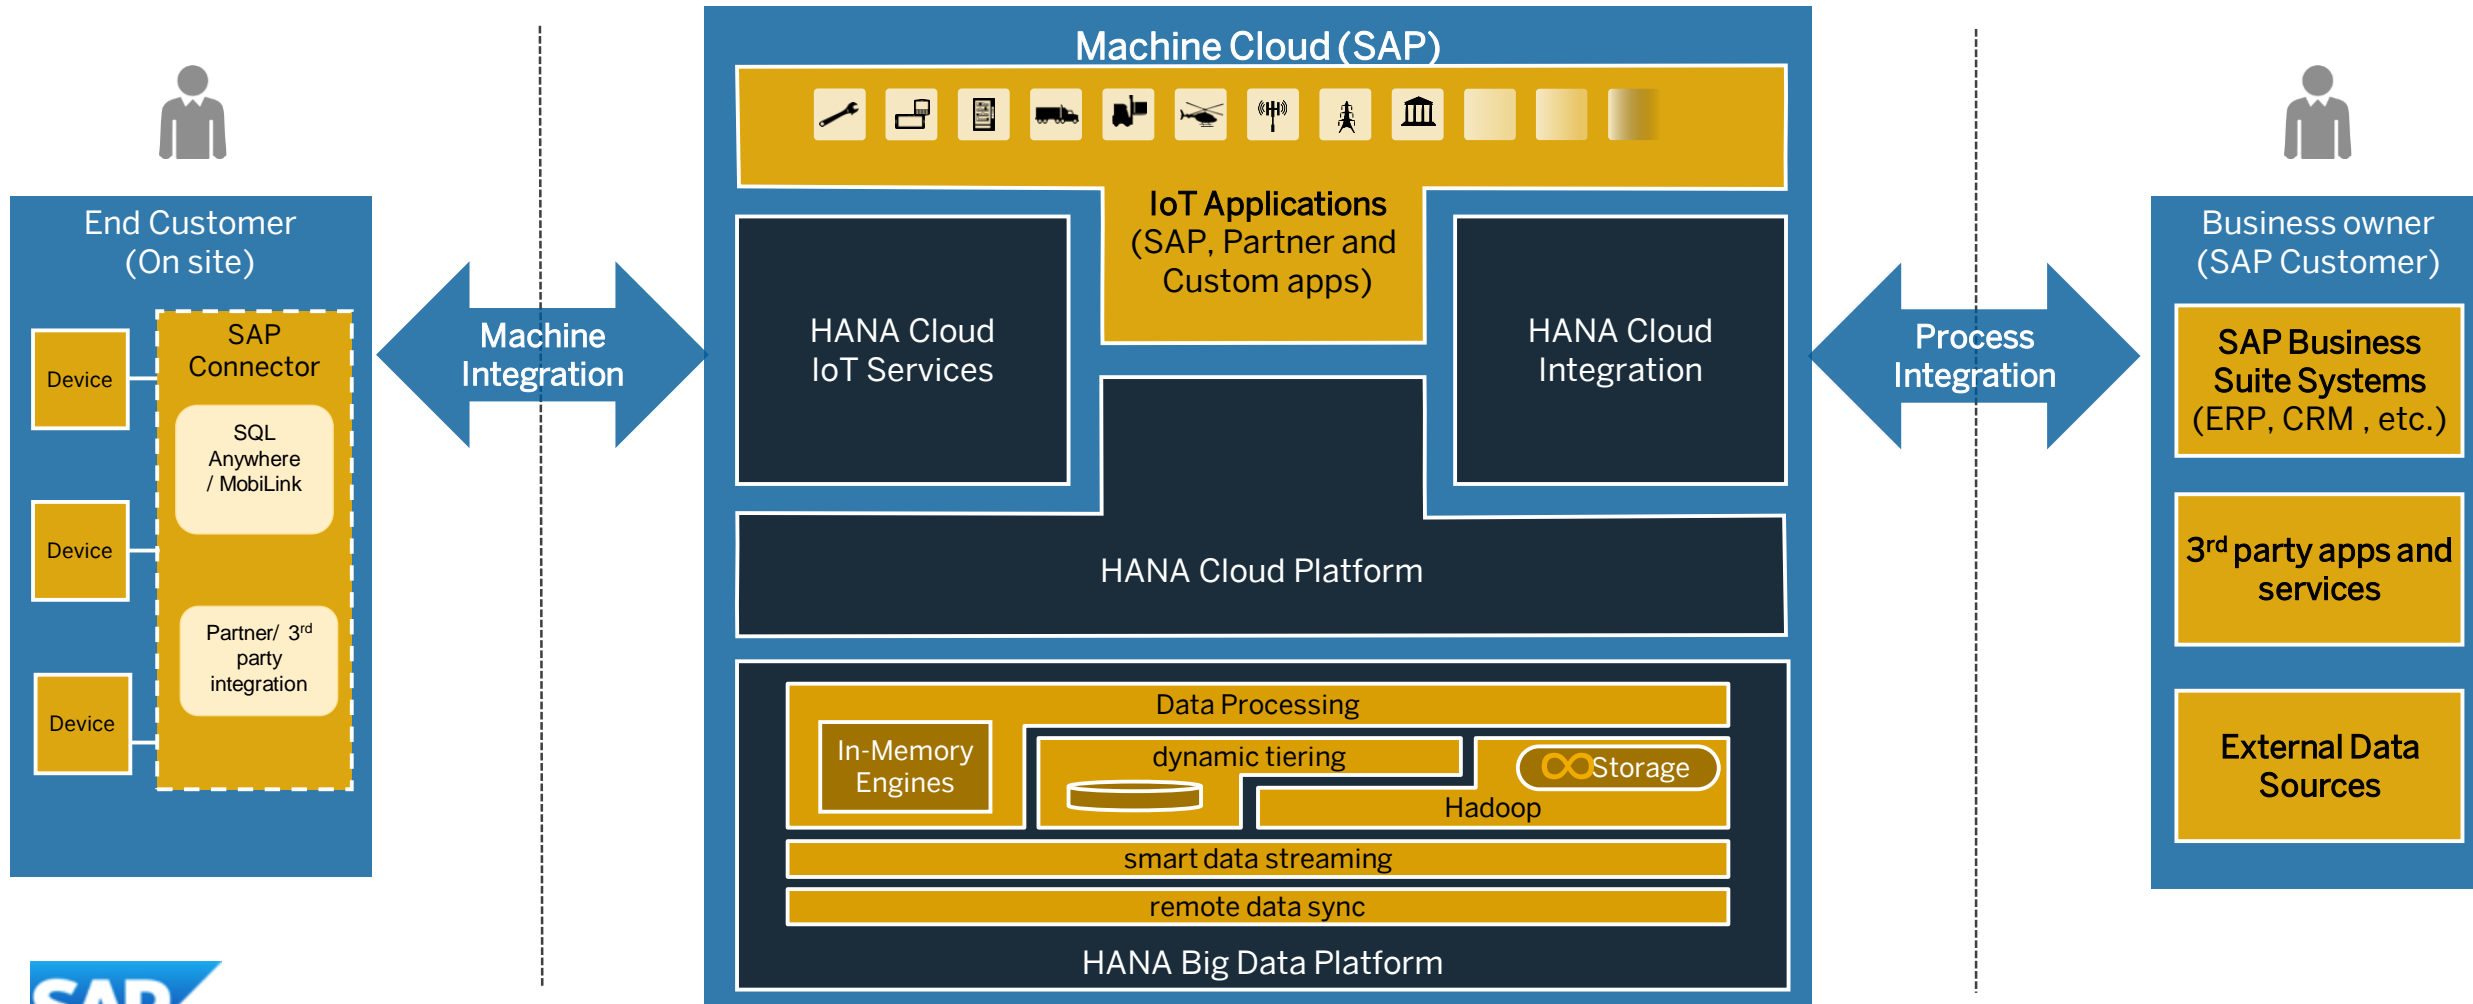 Machine Cloud (SAP)
End Customer
(On site)
Device
Device
Device
SAP
Connector
SQL
Anywhere
/ MobiLink
Partner/ 3rd
party
integration
Machine
Integration
IoT Applications
(SAP, Partner and
Custom apps)
HANA Cloud
IoT Services
HANA Cloud
Integration
HANA Cloud Platform
Data Processing
In-Memory
Engines
dynamic tiering
∞Storage
Hadoop
smart data streaming
remote data sync
HANA Big Data Platform
Process
Integration
Business owner
(SAP Customer)
SAP Business
Suite Systems
(ERP, CRM , etc.)
3rd party apps and
services
External Data
Sources
SAP